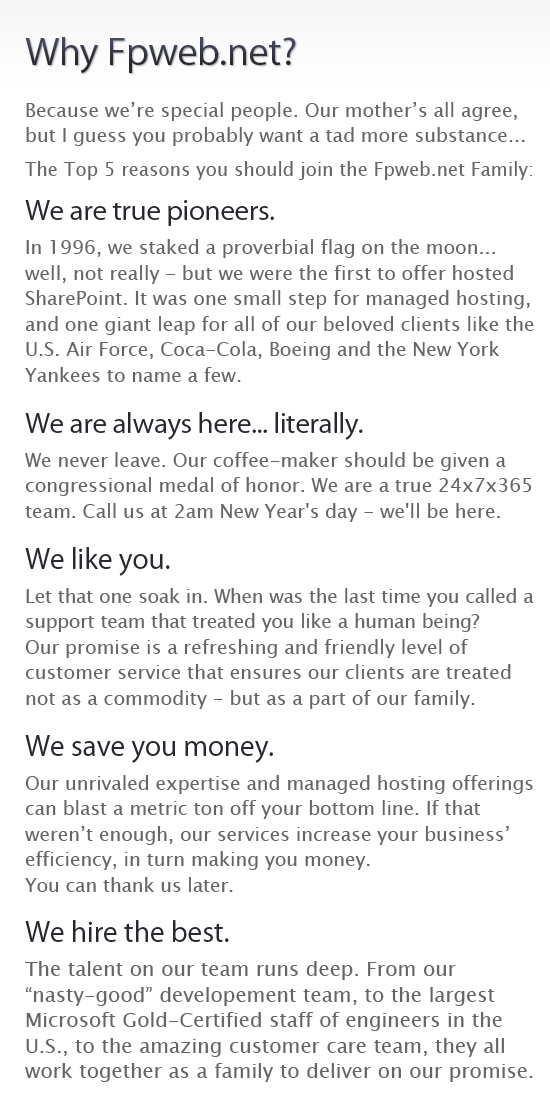 Why Fpweb.net?
Because we’re special people. Our mother’s all agree,
but I guess you probably want a tad more substance...
The Top 5 reasons you should join the Fpweb.net Family:
We are true pioneers.
In 1996, we staked a proverbial flag on the moon...
well, not really – but we were the first to offer hosted
SharePoint. It was one small step for managed hosting,
and one giant leap for all of our beloved clients like the
U.S. Air Force, Coca-Cola, Boeing and the New York
Yankees to name a few.
We are always here... literally.
We never leave. Our coffee-maker should be given a
congressional medal of honor. We are a true 24x7x365
team. Call us at 2am New Year's day – we'll be here.
We like you.
Let that one soak in. When was the last time you called a
support team that treated you like a human being?
Our promise is a refreshing and friendly level of
customer service that ensures our clients are treated
not as a commodity – but as a part of our family.
We save you money.
Our unrivaled expertise and managed hosting offerings
can blast a metric ton off your bottom line. If that
weren’t enough, our services increase your business’
efficiency, in turn making you money.
You can thank us later.
We hire the best.
The talent on our team runs deep. From our
“nasty-good” developement team, to the largest
Microsoft Gold-Certified staff of engineers in the
U.S., to the amazing customer care team, they all
work together as a family to deliver on our promise.